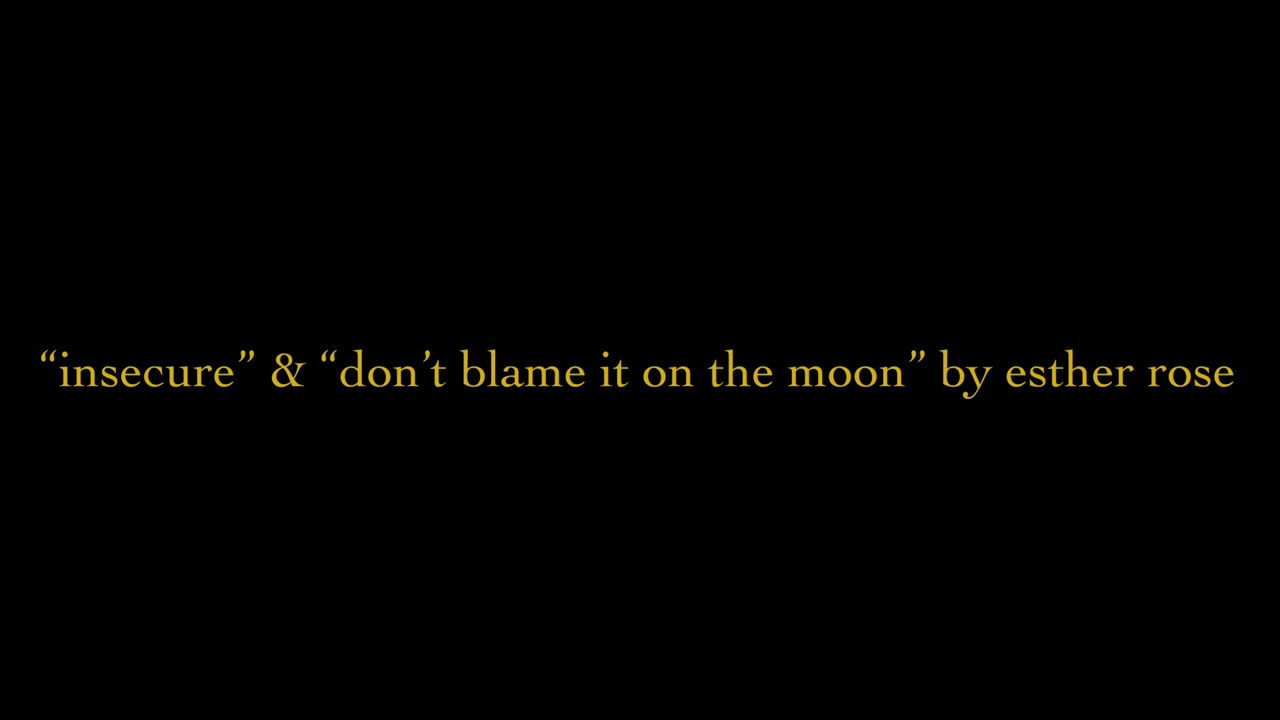 “insecure” & “don’t blame it on the moon” by esther rose